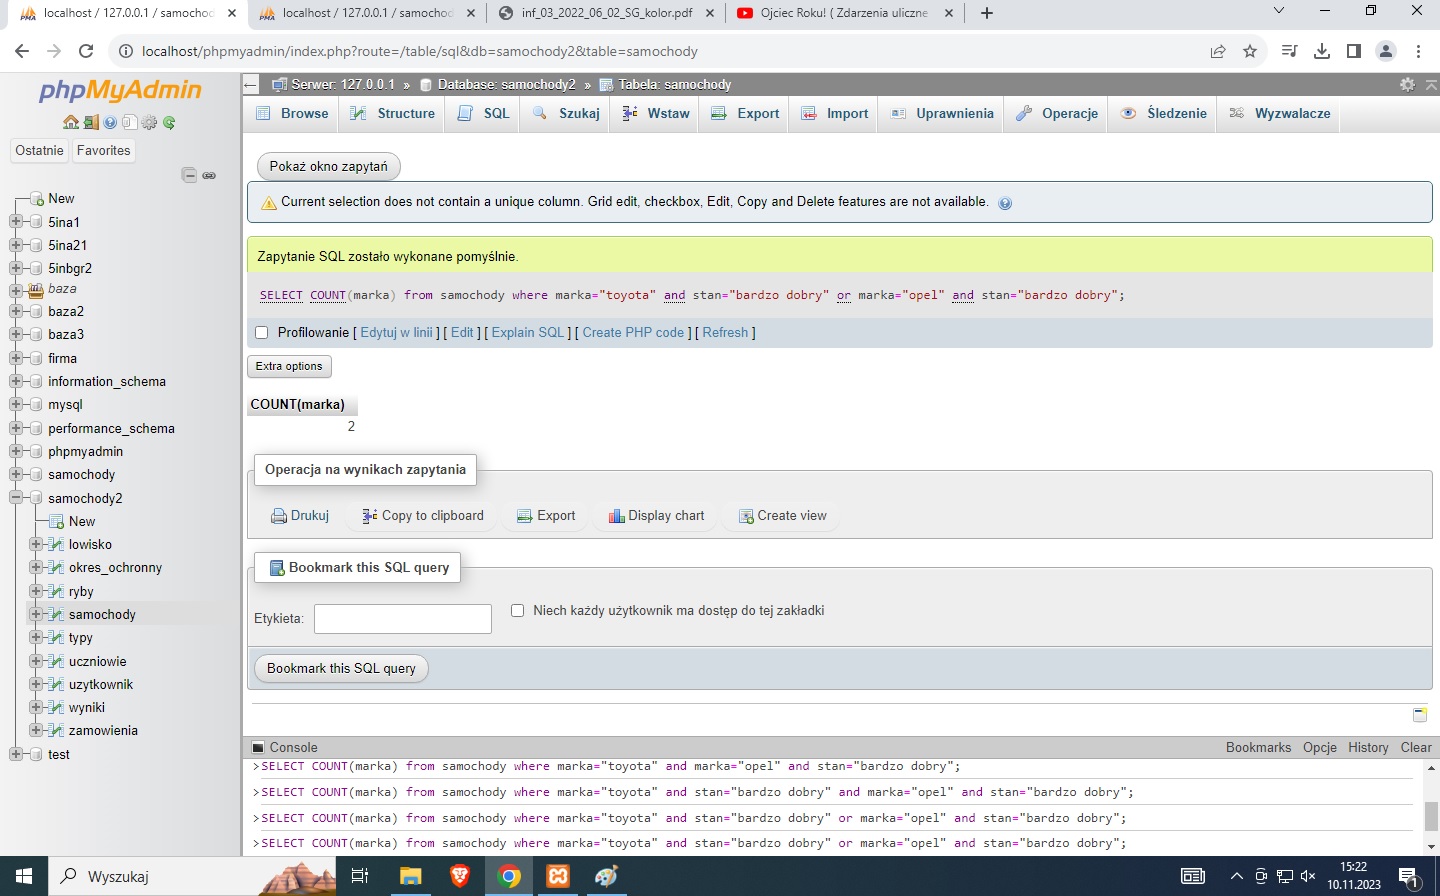 localhost / 127.0.0.1 / samochod
localhost / 127.0.0.1 / samochod
inf_03_2022_06_02_SG_kolor.pdf
Ojciec Roku! ( Zdarzenia uliczne
localhost/phpmyadmin/index.php?route=/table/sql&db=samochody2&table=samochody
phpMyAdmin
Ostatnie Favorites
New
5ina1
5ina21
5inbgr2
baza
baza2
baza3
firma
information_schema
mysql
performance_schema
phpmyadmin
samochody
samochody2
New
lowisko
okres_ochronny
ryby
samochody
typy
uczniowie
uzytkownik
wyniki
zamowienia
test
Serwer: 127.0.0.1 » Database: samochody2 » Tabela: samochody
Browse Structure SQL Szukaj Wstaw Export Import Uprawnienia Operacje Śledzenie Wyzwalacze
Pokaż okno zapytań
Current selection does not contain a unique column. Grid edit, checkbox, Edit, Copy and Delete features are not available.
Zapytanie SQL zostało wykonane pomyślnie.
SELECT COUNT(marka) from samochody where marka="toyota" and stan="bardzo dobry" or marka="opel" and stan="bardzo dobry";
Profilowanie [ Edytuj w linii ] [ Edit ] [ Explain SQL ] [ Create PHP code ] [ Refresh ]
Extra options
COUNT(marka)
2
Operacja na wynikach zapytania
Drukuj Copy to clipboard Export Display chart Create view
Bookmark this SQL query
Etykieta: Niech każdy użytkownik ma dostęp do tej zakładki
Bookmark this SQL query
Console Bookmarks Opcje History Clear
>SELECT COUNT(marka) from samochody where marka="toyota" and marka="opel" and stan="bardzo dobry";
>SELECT COUNT(marka) from samochody where marka="toyota" and stan="bardzo dobry" and marka="opel" and stan="bardzo dobry";
>SELECT COUNT(marka) from samochody where marka="toyota" and stan="bardzo dobry" or marka="opel" and stan="bardzo dobry";
>SELECT COUNT(marka) from samochody where marka="toyota" and stan="bardzo dobry" or marka="opel" and stan="bardzo dobry";
Wyszukaj
15:22
10.11.2023
1